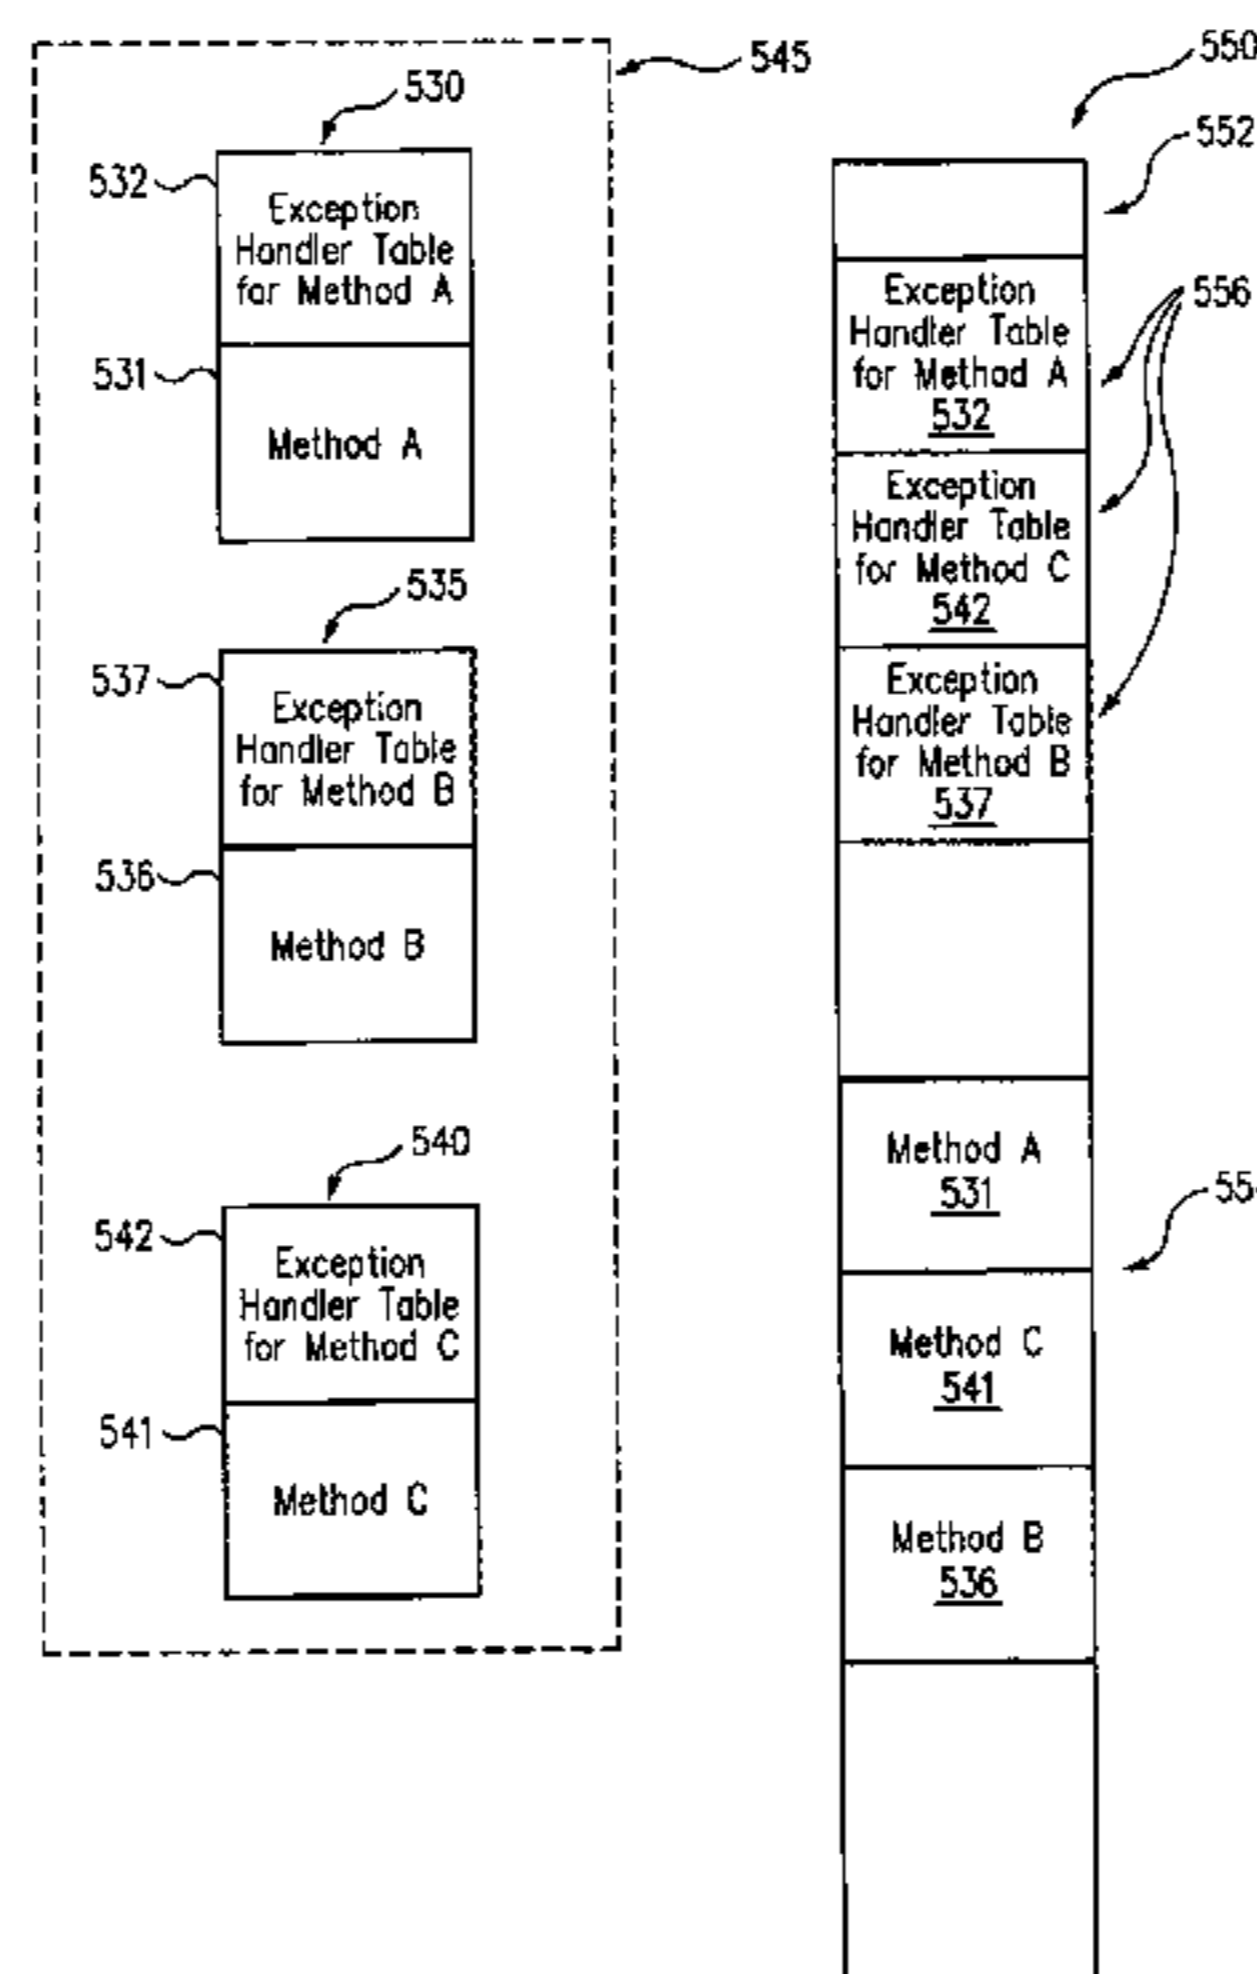 545
530
532
Exception
Handler Table
for Method A
531
Method A
535
537
Exception
Handler Table
for Method B
536
Method B
540
542
Exception
Handler Table
for Method C
541
Method C
550
552
Exception
Handler Table
for Method A
532
556
Exception
Handler Table
for Method C
542
Exception
Handler Table
for Method B
537
Method A
531
Method C
541
Method B
536